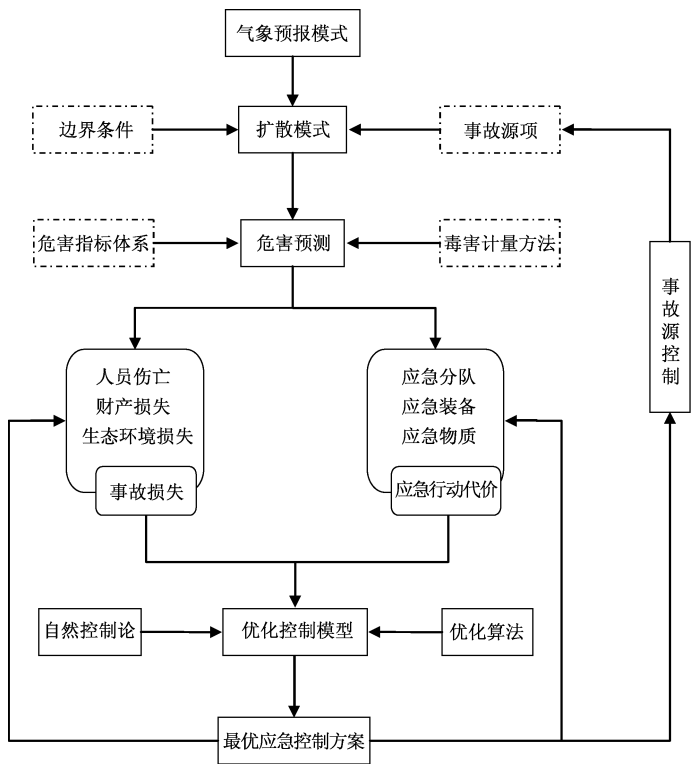 气象预报模式
边界条件
扩散模式
事故源项
危害指标体系
危害预测
毒害计量方法
事故源控制
人员伤亡
财产损失
生态环境损失
事故损失
应急分队
应急装备
应急物质
应急行动代价
自然控制论
优化控制模型
优化算法
最优应急控制方案